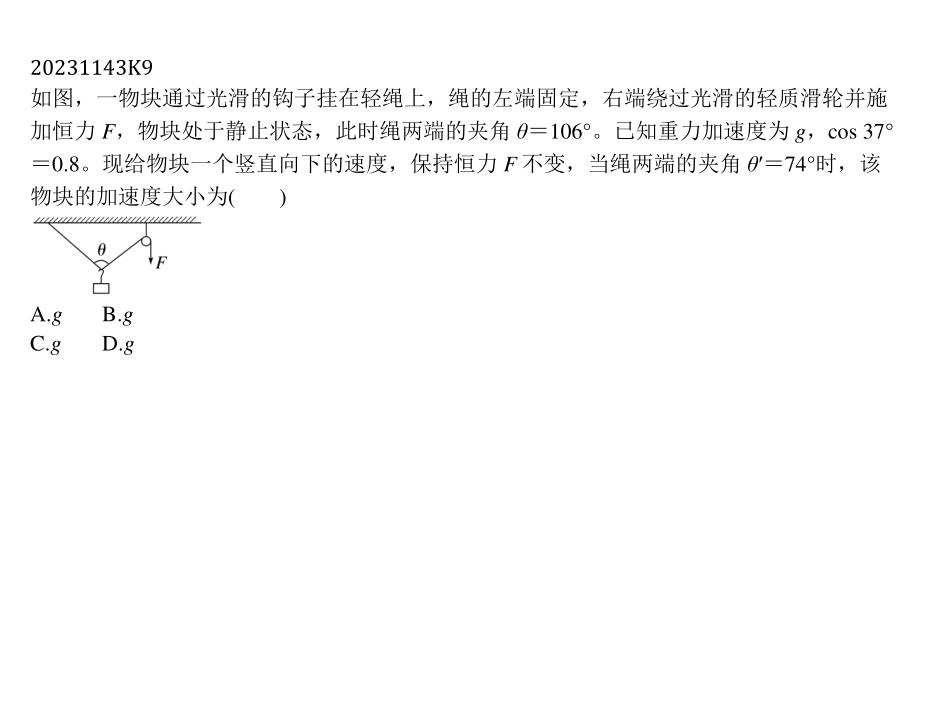 20231143K9
如图，一物块通过光滑的钩子挂在轻绳上，绳的左端固定，右端绕过光滑的轻质滑轮并施
加恒力 F，物块处于静止状态，此时绳两端的夹角 θ＝106°。已知重力加速度为 g，cos 37°
＝0.8。现给物块一个竖直向下的速度，保持恒力 F 不变，当绳两端的夹角 θ′＝74°时，该
物块的加速度大小为(　　)
θ
F
A.g　　B.g
C.g　　D.g